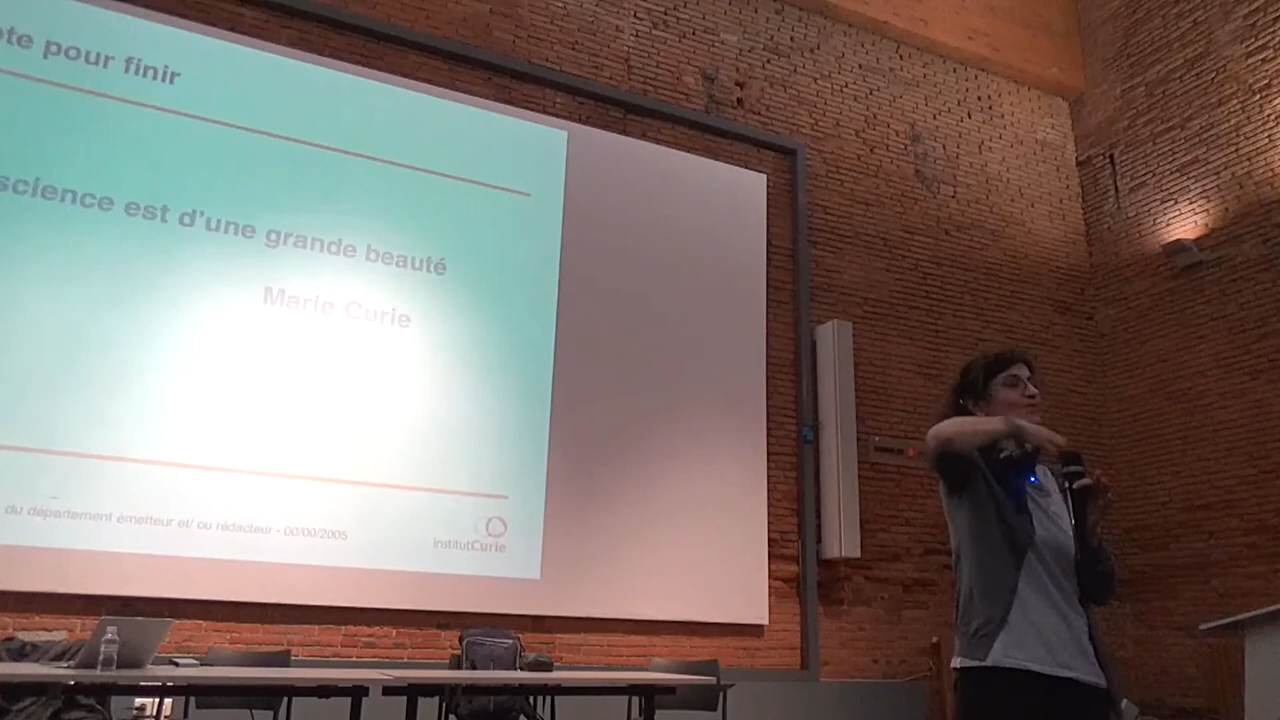 pour finir
science est d'une grande beauté
Marie Curie
du département émetteur et/ ou rédacteur - 00/00/2005
institutCurie